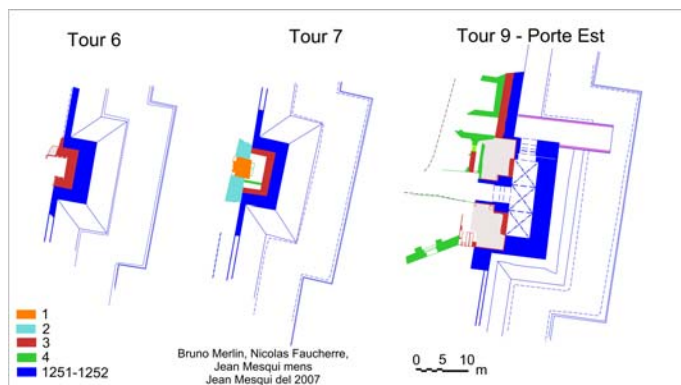 Tour 6
Tour 7
Tour 9 - Porte Est
1
2
3
4
1251-1252
Bruno Merlin, Nicolas Faucherre,
Jean Mesqui mens
Jean Mesqui del 2007
0 5 10
m